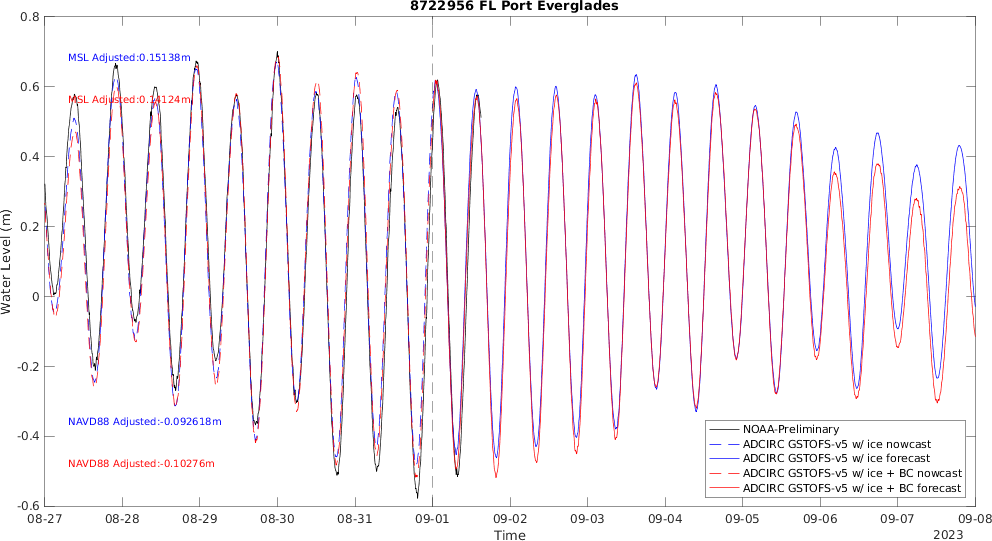 8722956 FL Port Everglades
0.8
0.6
0.4
0.2
0
-0.2
-0.4
-0.6
Water Level (m)
MSL Adjusted:0.15138m
MSL Adjusted:0.14124m
NAVD88 Adjusted:-0.092618m
NAVD88 Adjusted:-0.10276m
NOAA-Preliminary
ADCIRC GSTOFS-v5 w/ ice nowcast
ADCIRC GSTOFS-v5 w/ ice forecast
ADCIRC GSTOFS-v5 w/ ice + BC nowcast
ADCIRC GSTOFS-v5 w/ ice + BC forecast
08-27 08-28 08-29 08-30 08-31 09-01 09-02 09-03 09-04 09-05 09-06 09-07 09-08
Time
2023